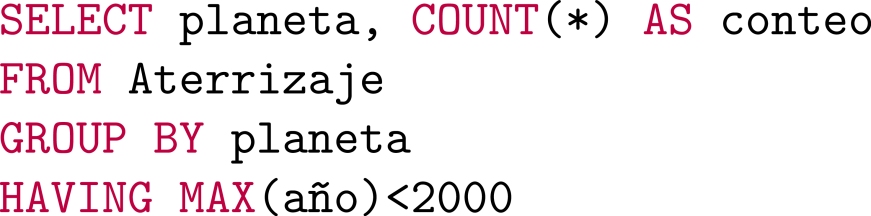 SELECT planeta, COUNT(*) AS conteo
FROM Aterrizaje
GROUP BY planeta
HAVING MAX(año)<2000